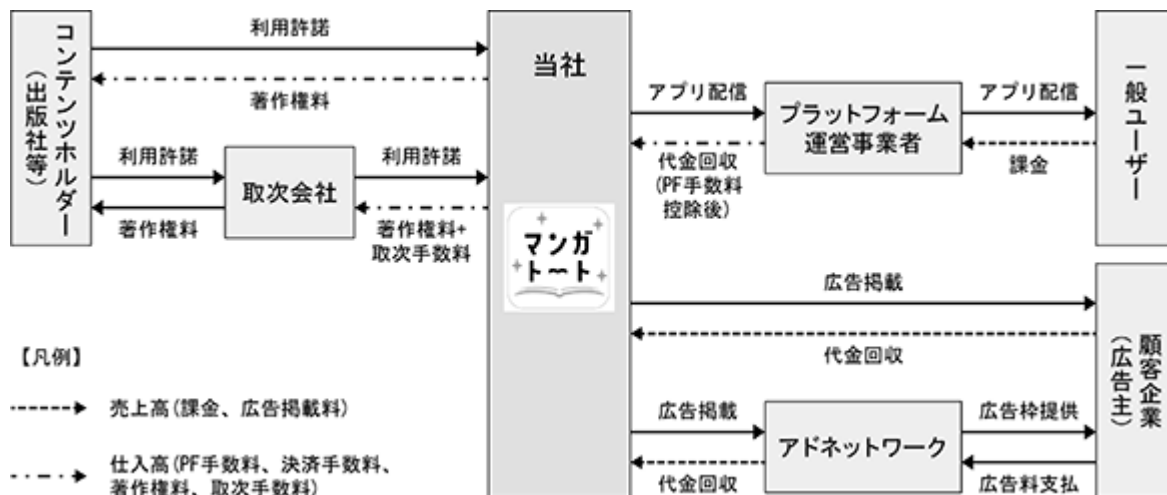 コンテンツホルダー
（出版社等）
利用許諾
著作権料
利用許諾
著作権料
取次会社
利用許諾
著作権料+
取次手数料
当社
マンガ
トート
アプリ配信
代金回収
(PF手数料
控除後)
プラットフォーム
運営事業者
アプリ配信
課金
一般ユーザー
広告掲載
代金回収
広告掲載
代金回収
アドネットワーク
広告枠提供
広告料支払
顧客企業
（広告主）
【凡例】
売上高(課金、広告掲載料)
仕入高(PF手数料、決済手数料、
著作権料、取次手数料)